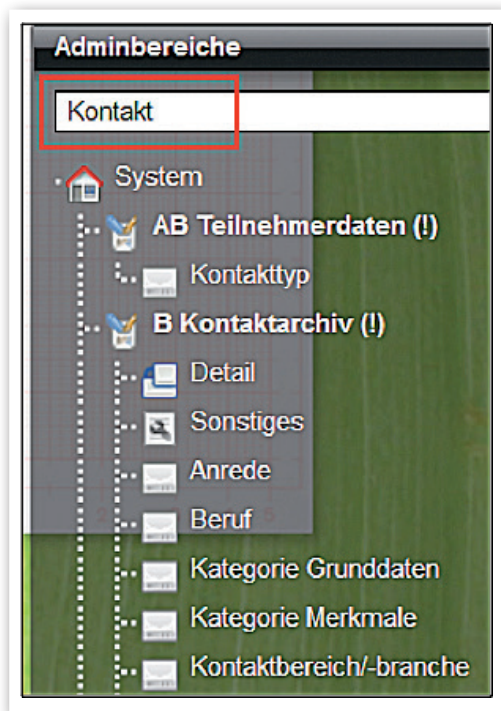 Adminbereiche
Kontakt
System
AB Teilnehmerdaten (!)
Kontakttyp
B Kontaktarchiv (!)
Detail
Sonstiges
Anrede
Beruf
Kategorie Grunddaten
Kategorie Merkmale
Kontaktbereich/-branche